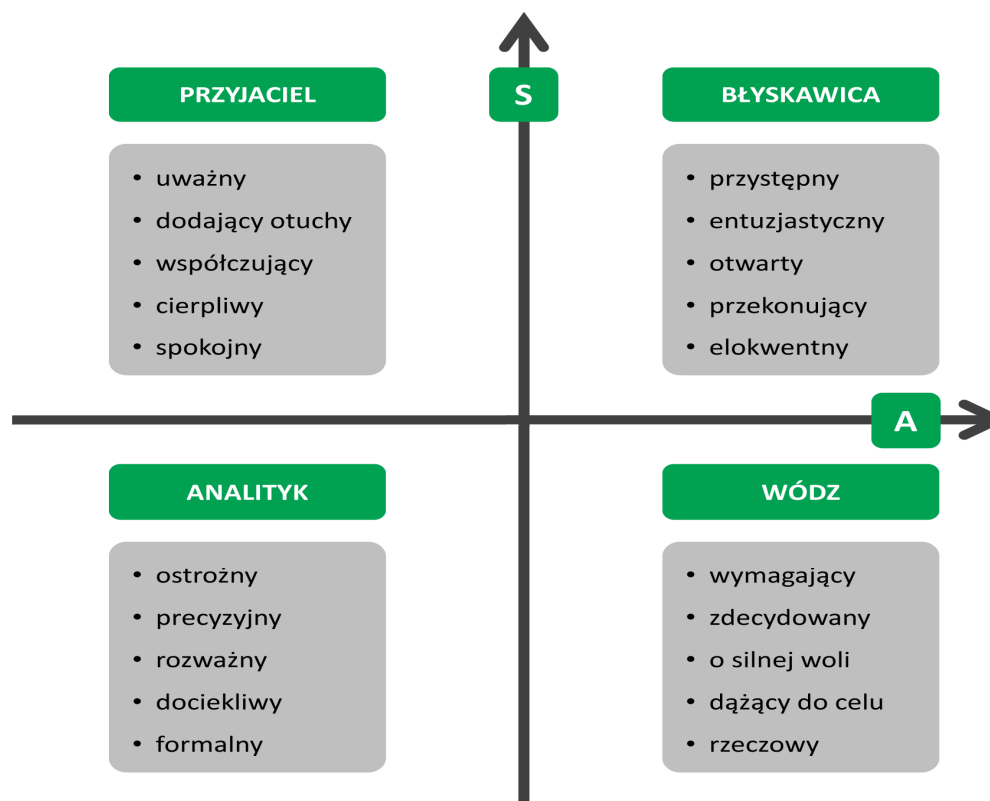 S
PRZYJACIEL
• uważny
• dodający otuchy
• współczujący
• cierpliwy
• spokojny
BŁYSKAWICA
• przystępny
• entuzjastyczny
• otwarty
• przekonujący
• elokwentny
A
ANALITYK
• ostrożny
• precyzyjny
• rozważny
• dociekliwy
• formalny
WÓDZ
• wymagający
• zdecydowany
• o silnej woli
• dążący do celu
• rzeczowy